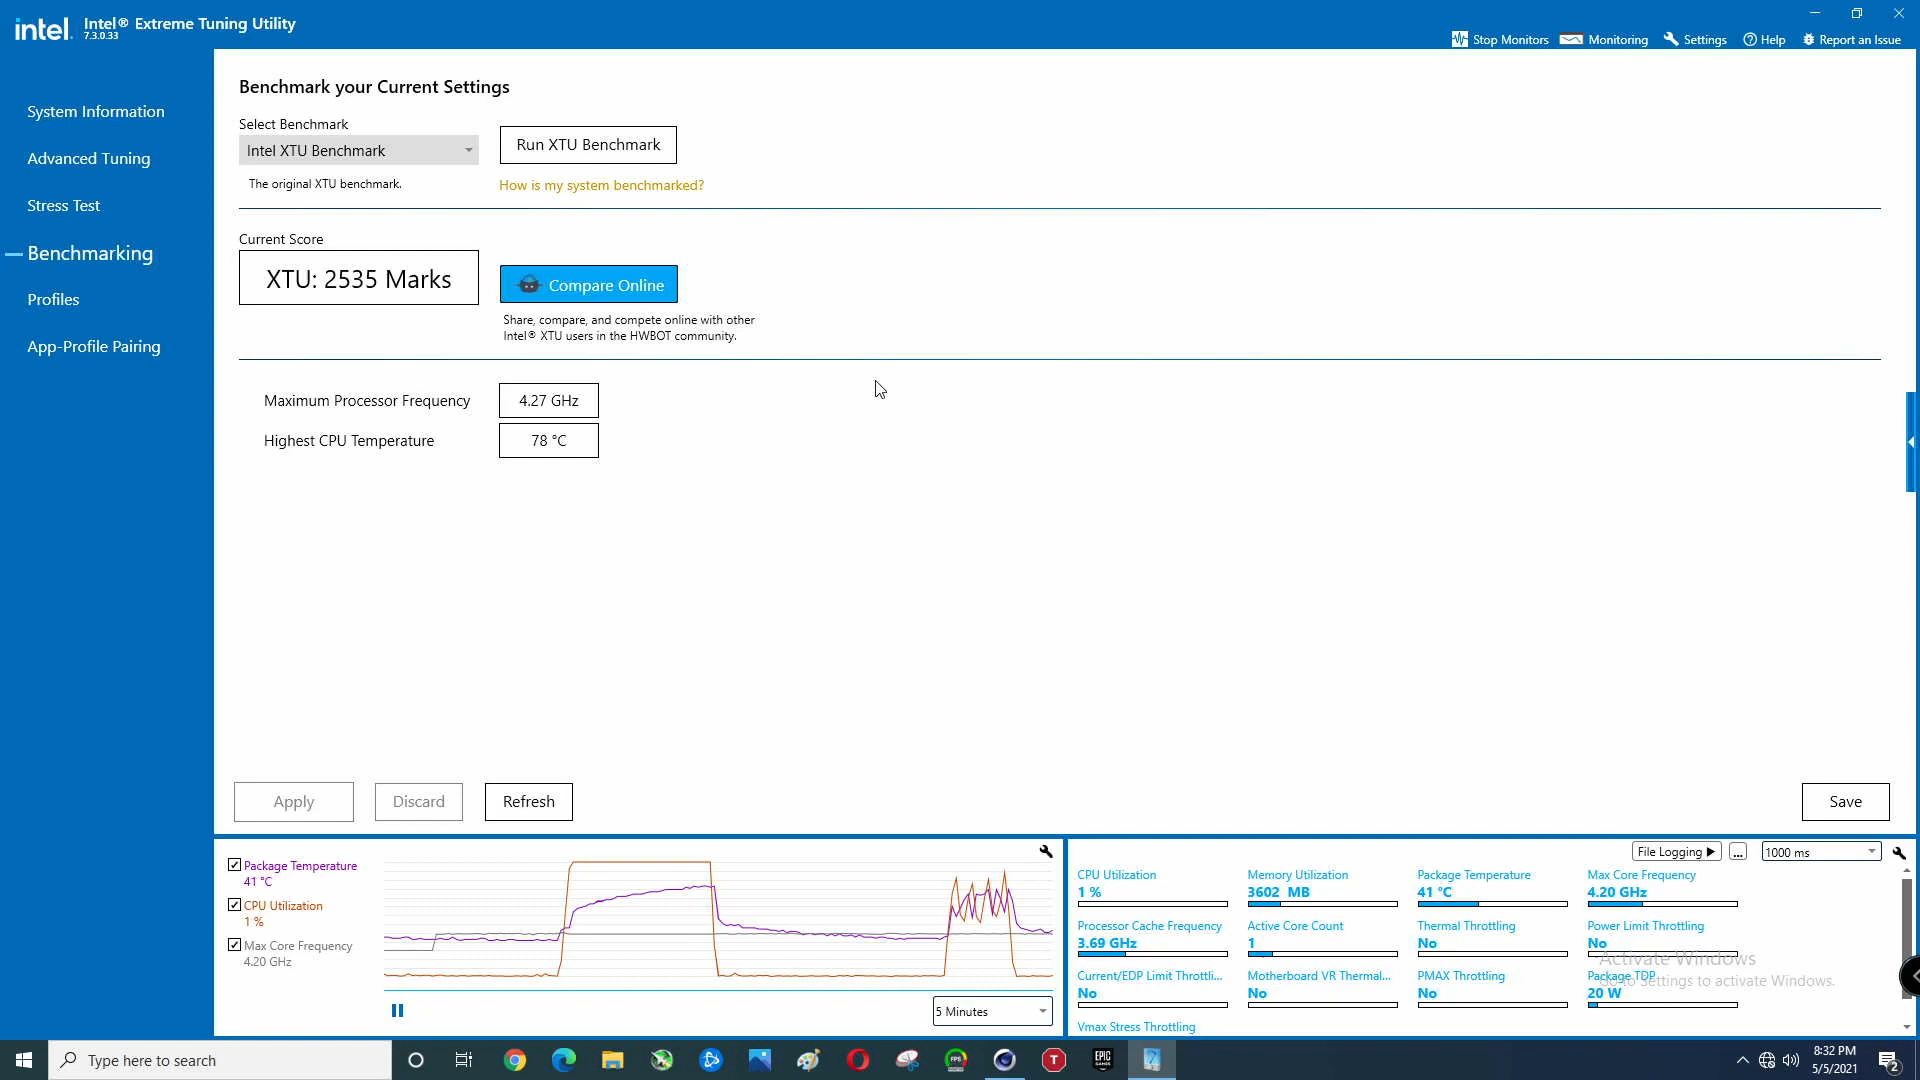 intel. Intel® Extreme Tuning Utility
7.3.0.33
Stop Monitors Monitoring Settings Help Report an Issue
System Information
Advanced Tuning
Stress Test
Benchmarking
Profiles
App-Profile Pairing
Benchmark your Current Settings
Select Benchmark
Intel XTU Benchmark
Run XTU Benchmark
The original XTU benchmark.
How is my system benchmarked?
Current Score
XTU: 2535 Marks
Compare Online
Share, compare, and compete online with other
Intel® XTU users in the HWBOT community.
Maximum Processor Frequency 4.27 GHz
Highest CPU Temperature 78 °C
Apply Discard Refresh Save
Package Temperature
41 °C
CPU Utilization
1 %
Max Core Frequency
4.20 GHz
5 Minutes
File Logging ... 1000 ms
CPU Utilization Memory Utilization Package Temperature Max Core Frequency
1 % 3602 MB 41 °C 4.20 GHz
Processor Cache Frequency Active Core Count Thermal Throttling Power Limit Throttling
3.69 GHz 1 No No
Activate Windows
Current/EDP Limit Throttli... Motherboard VR Thermal... PMAX Throttling Package TDP
Go to Settings to activate Windows.
No No No 20 W
Vmax Stress Throttling
Type here to search
FPS
T
EPIC
GAMES
8:32 PM
5/5/2021
2